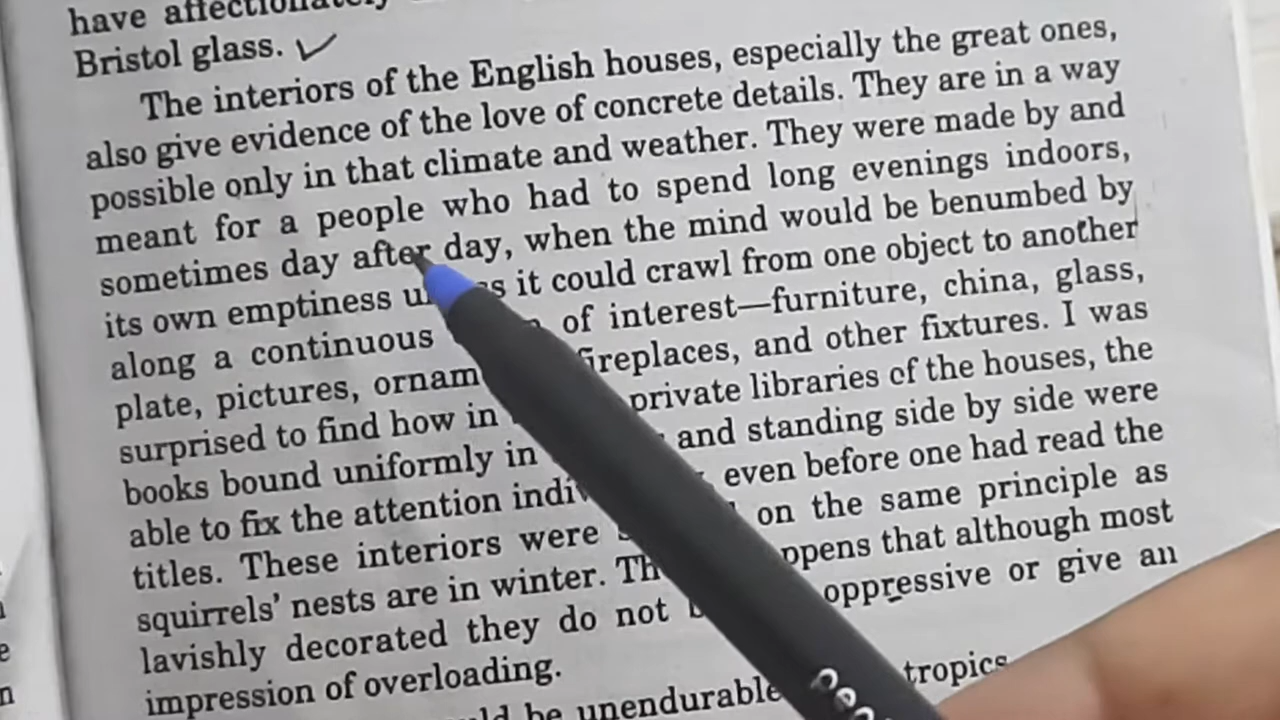 have affectionately
Bristol glass.
The interiors of the English houses, especially the great ones,
also give evidence of the love of concrete details. They are in a way
possible only in that climate and weather. They were made by and
meant for a people who had to spend long evenings indoors,
sometimes day after day, when the mind would be benumbed by
its own emptiness it could crawl from one object to another
along a continuous of interest—furniture, china, glass,
plate, pictures, fireplaces, and other fixtures. I was
surprised to find how in private libraries of the houses, the
books bound uniformly in and standing side by side were
able to fix the attention even before one had read the
titles. These interiors were on the same principle as
squirrels' nests are in winter. that although most
lavishly decorated they do not oppressive or give an
impression of overloading.
be unendurable tropics
pen